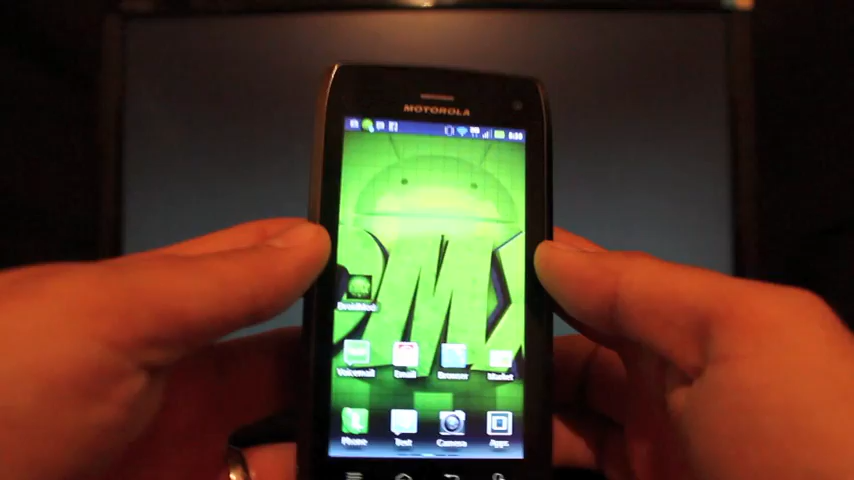 MOTOROLA
M
Voicemail Email Browser Market
Phone Text Camera Apps